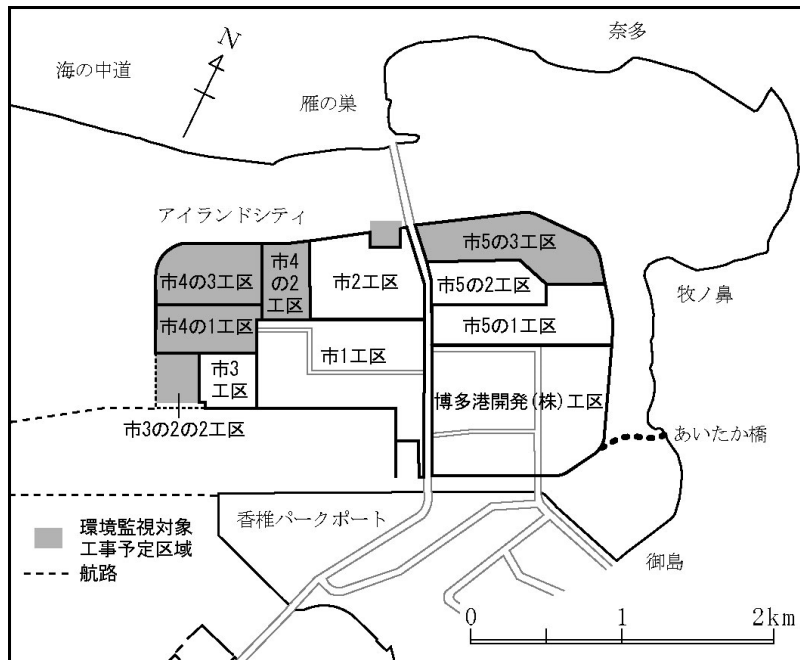 奈多
N
海の中道
雁の巣
アイランドシティ
市5の3工区
市4の3工区
市4
の2
工区
市2工区
市5の2工区
牧ノ鼻
市4の1工区
市5の1工区
市1工区
市3
工区
博多港開発(株)工区
市3の2の2工区
あいたか橋
香椎パークポート
環境監視対象
工事予定区域
航路
御島
0 1 2km